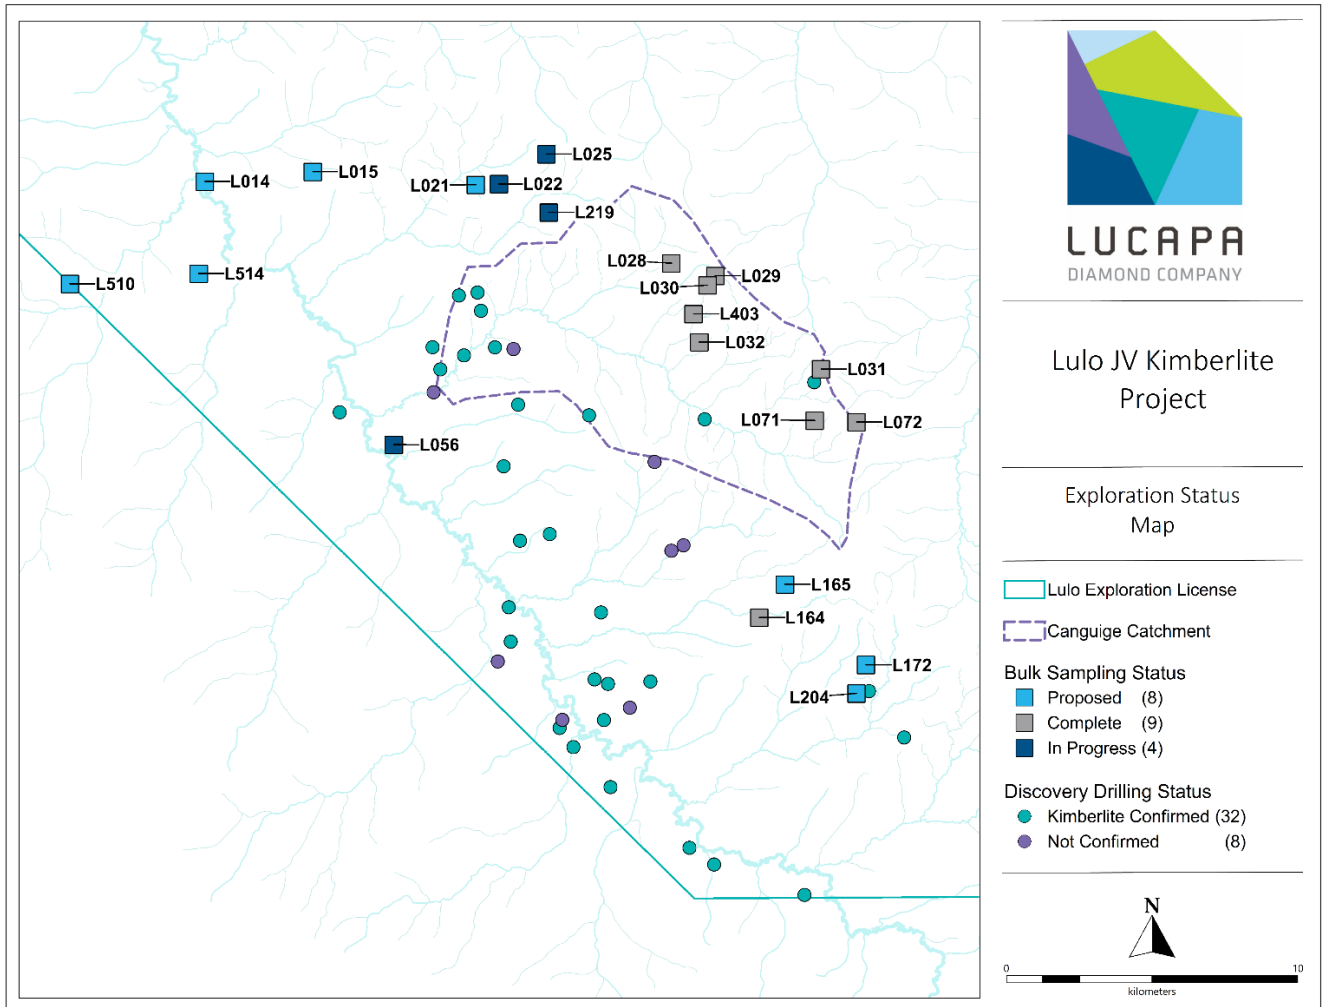 L025
L014
L015
L021
L022
L219
L028
L029
L030
L510
L514
L403
L032
L031
L071
L072
L056
L165
L164
L172
L204
LUCAPA
DIAMOND COMPANY
Lulo JV Kimberlite
Project
Exploration Status
Map
Lulo Exploration License
Canguige Catchment
Bulk Sampling Status
Proposed (8)
Complete (9)
In Progress (4)
Discovery Drilling Status
Kimberlite Confirmed (32)
Not Confirmed (8)
N
0 10
kilometers